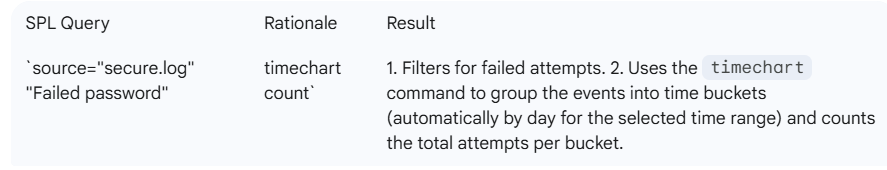 SPL Query Rationale Result
`source="secure.log" timechart 1. Filters for failed attempts. 2. Uses the timechart
"Failed password" count` command to group the events into time buckets
(automatically by day for the selected time range) and counts
the total attempts per bucket.